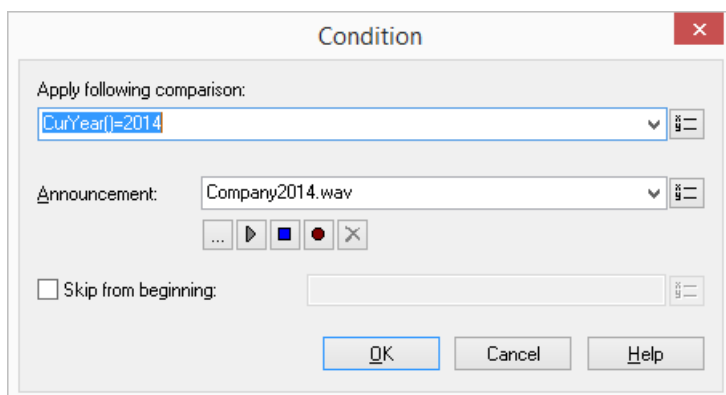 Condition
Apply following comparison:
CurYear()=2014
Announcement: Company2014.wav
...
Skip from beginning:
OK Cancel Help